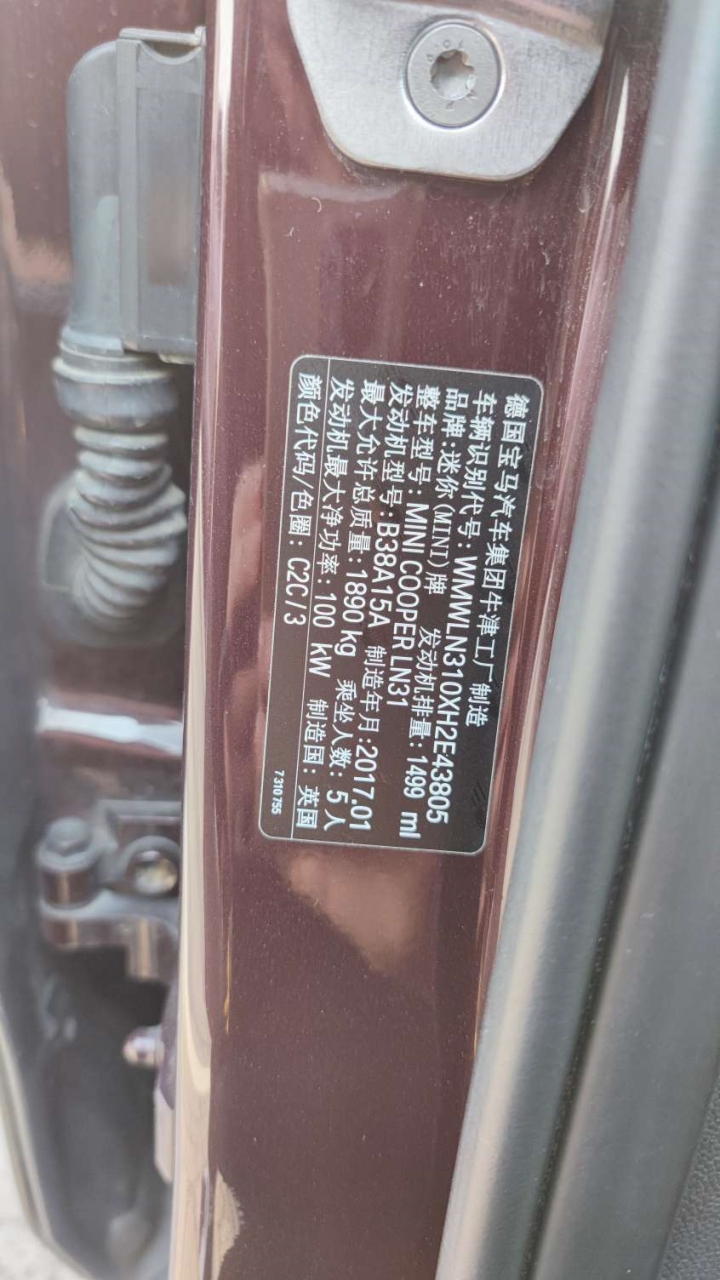 德国宝马汽车集团牛津工厂制造
车辆识别代号: WMWLN310XH2E43805
品牌: 迷你(MINI)牌 发动机排量: 1499 ml
整车型号: MINI COOPER LN31
发动机型号: B38A15A 制造年月: 2017.01
最大允许总质量: 1890 kg 乘坐人数: 5人
发动机最大净功率: 100 kW 制造国: 英国
颜色代码/色圈: C2C/3
7.310 755